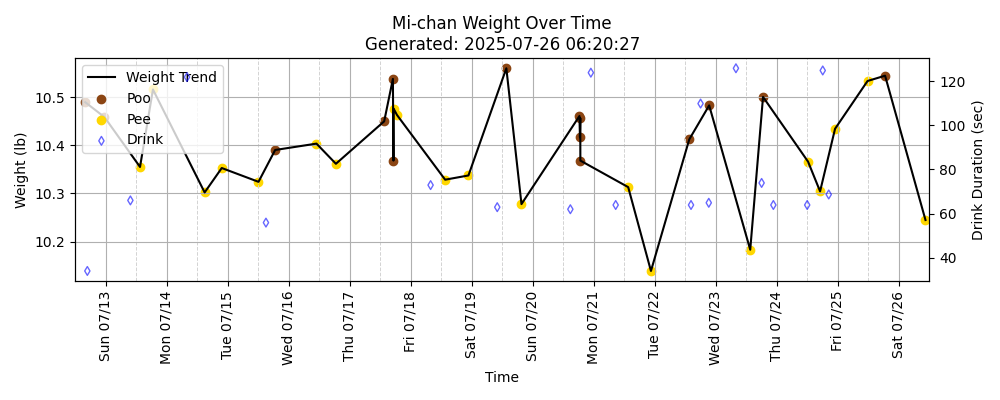 Mi-chan Weight Over Time
Generated: 2025-07-26 06:20:27
Weight Trend
Poo
Pee
Drink
Weight (lb)
10.5
10.4
10.3
10.2
Drink Duration (sec)
120
100
80
60
40
Sun 07/13
Mon 07/14
Tue 07/15
Wed 07/16
Thu 07/17
Fri 07/18
Sat 07/19
Sun 07/20
Mon 07/21
Tue 07/22
Wed 07/23
Thu 07/24
Fri 07/25
Sat 07/26
Time